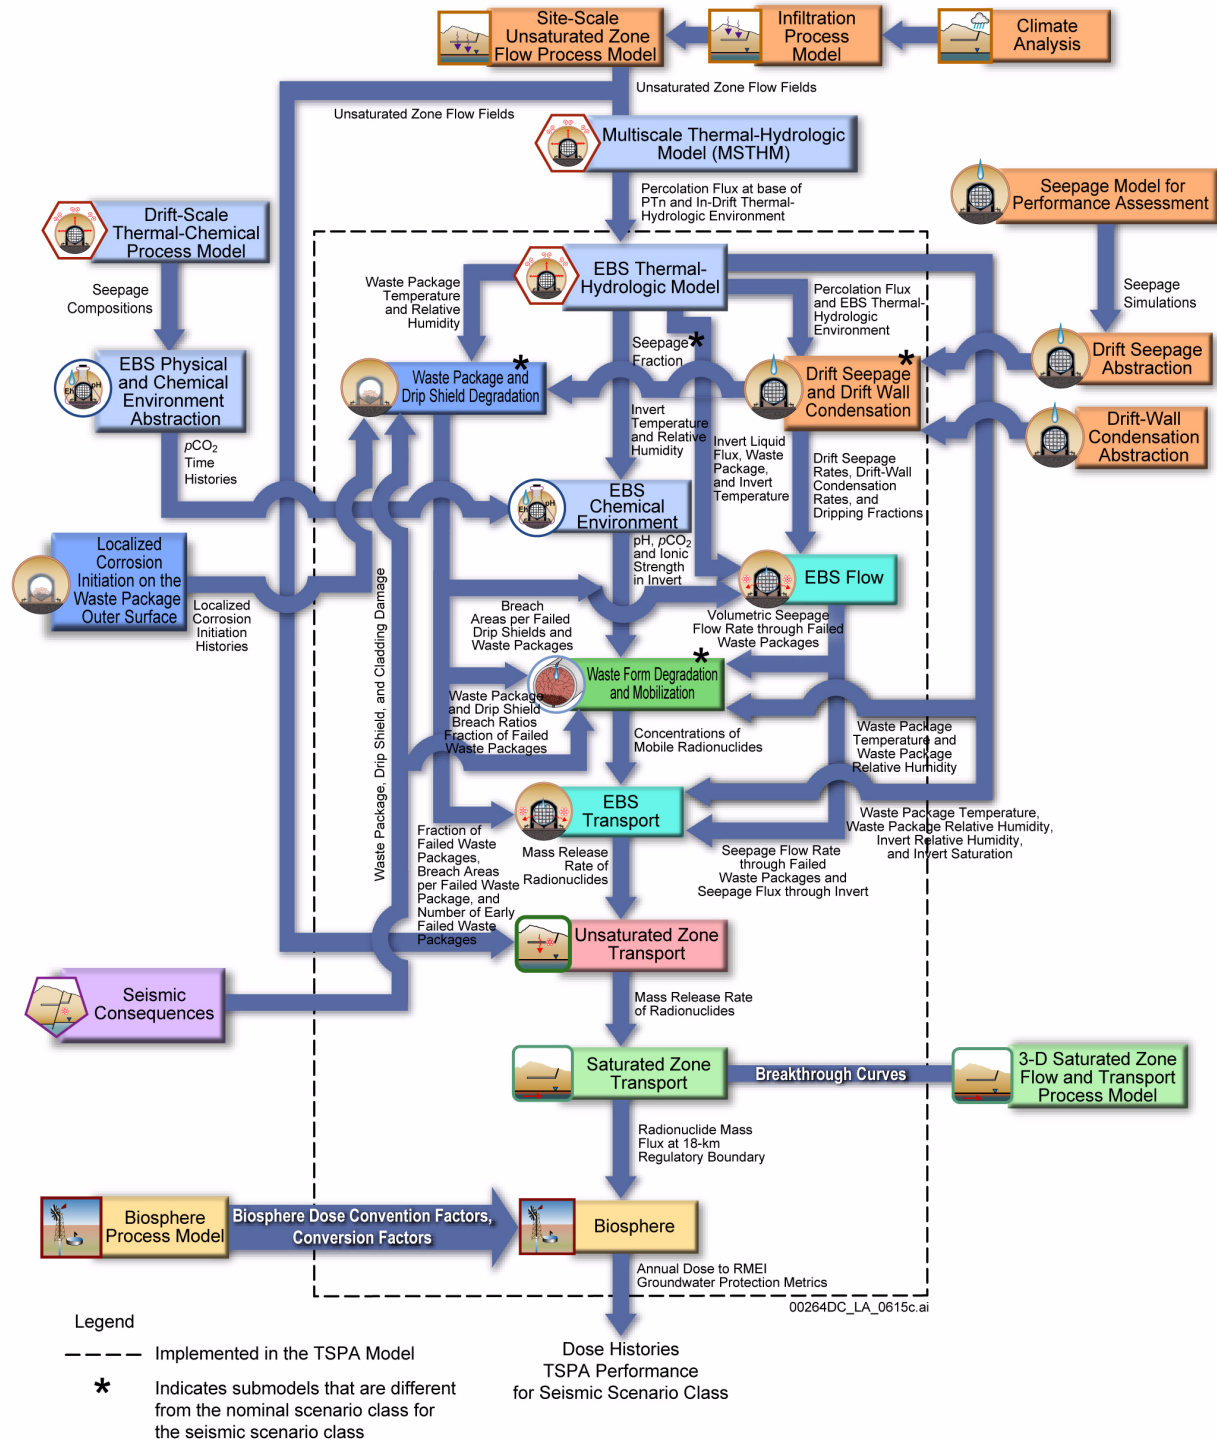 Site-Scale
Unsaturated Zone
Flow Process Model
Infiltration
Process
Model
Climate
Analysis
Unsaturated Zone Flow Fields
Unsaturated Zone Flow Fields
Multiscale Thermal-Hydrologic
Model (MSTHM)
Percolation Flux at base of
PTn and In-Drift Thermal-
Hydrologic Environment
Seepage Model for
Performance Assessment
Drift-Scale
Thermal-Chemical
Process Model
EBS Thermal-
Hydrologic Model
Seepage
Compositions
Waste Package
Temperature
and Relative
Humidity
Percolation Flux
and EBS Thermal-
Hydrologic
Environment
Seepage
Simulations
Seepage *
Fraction
EBS Physical
and Chemical
Environment
Abstraction
Eh
pH
*
Waste Package and
Drip Shield Degradation
*
Drift Seepage
and Drift Wall
Condensation
Drift Seepage
Abstraction
Drift-Wall
Condensation
Abstraction
pCO2
Time
Histories
Invert
Temperature
and Relative
Humidity
Invert Liquid
Flux, Waste
Package,
and Invert
Temperature
Drift Seepage
Rates, Drift-Wall
Condensation
Rates, and
Dripping Fractions
Eh
pH
EBS
Chemical
Environment
Localized
Corrosion
Initiation on the
Waste Package
Outer Surface
pH, pCO2
and Ionic
Strength
in Invert
EBS Flow
Localized
Corrosion
Initiation
Histories
Breach
Areas per Failed
Drip Shields and
Waste Packages
Volumetric Seepage
Flow Rate through Failed
Waste Packages
Waste Package, Drip Shield, and Cladding Damage
*
Waste Form Degradation
and Mobilization
Waste Package
and Drip Shield
Breach Ratios
Fraction of Failed
Waste Packages
Concentrations of
Mobile Radionuclides
Waste Package
Temperature and
Waste Package
Relative Humidity
EBS
Transport
Waste Package Temperature,
Waste Package Relative Humidity,
Invert Relative Humidity,
and Invert Saturation
Fraction of
Failed Waste
Packages,
Breach Areas
per Failed Waste
Package, and
Number of Early
Failed Waste
Packages
Mass Release
Rate of
Radionuclides
Seepage Flow Rate
through Failed
Waste Packages and
Seepage Flux through Invert
Unsaturated Zone
Transport
Seismic
Consequences
Mass Release Rate
of Radionuclides
Saturated Zone
Transport
Breakthrough Curves
3-D Saturated Zone
Flow and Transport
Process Model
Radionuclide Mass
Flux at 18-km
Regulatory Boundary
Biosphere
Process Model
Biosphere Dose Convention Factors,
Conversion Factors
Biosphere
Annual Dose to RMEI
Groundwater Protection Metrics
00264DC_LA_0615c.ai
Legend
Implemented in the TSPA Model
* Indicates submodels that are different
from the nominal scenario class for
the seismic scenario class
Dose Histories
TSPA Performance
for Seismic Scenario Class